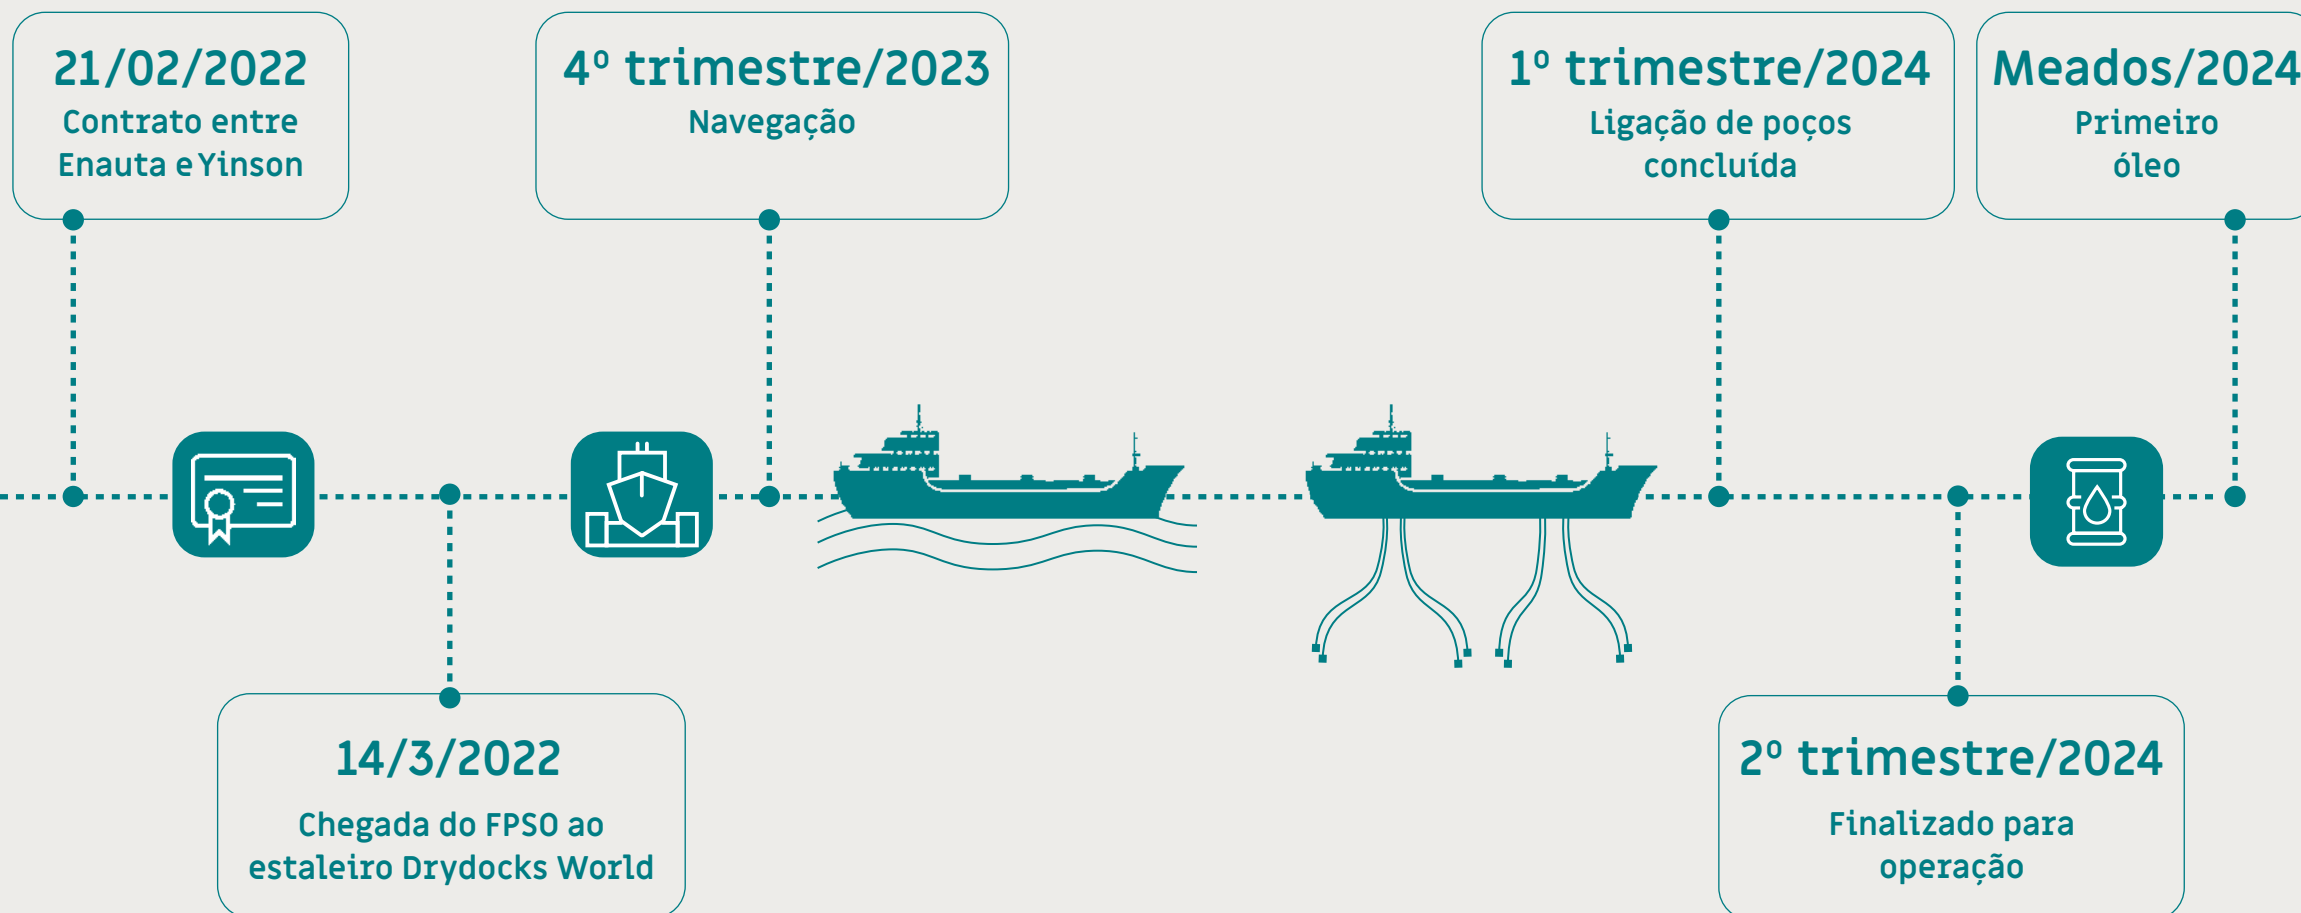 21/02/2022
Contrato entre
Enauta e Yinson
14/3/2022
Chegada do FPSO ao
estaleiro Drydocks World
4º trimestre/2023
Navegação
1º trimestre/2024
Ligação de poços
concluída
2º trimestre/2024
Finalizado para
operação
Meados/2024
Primeiro
óleo